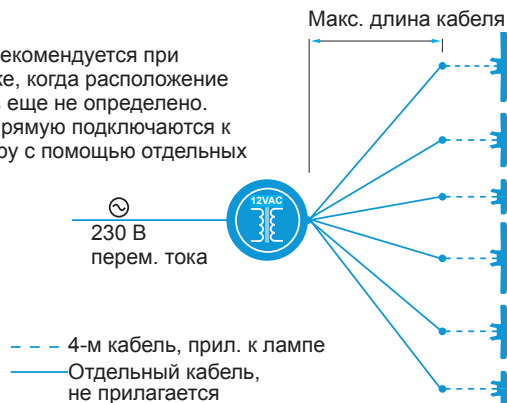 Макс. длина кабеля
екомендуется при
ке, когда расположение
ь еще не определено.
рямую подключаются к
ру с помощью отдельных
12VAC
230 В
перем. тока
4-м кабель, прил. к лампе
Отдельный кабель,
не прилагается